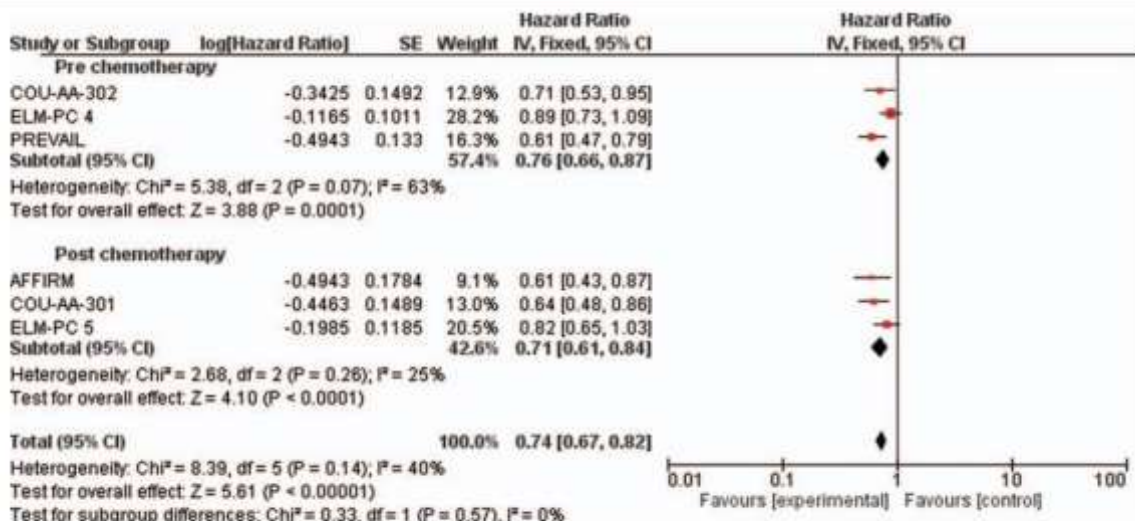 Hazard Ratio Hazard Ratio
Study or Subgroup log[Hazard Ratio] SE Weight IV, Fixed, 95% CI IV, Fixed, 95% CI
Pre chemotherapy
COU-AA-302 -0.3425 0.1492 12.9% 0.71 [0.53, 0.95]
ELM-PC 4 -0.1165 0.1011 28.2% 0.89 [0.73, 1.09]
PREVAIL -0.4943 0.133 16.3% 0.61 [0.47, 0.79]
Subtotal (95% CI) 57.4% 0.76 [0.66, 0.87]
Heterogeneity: Chi² = 5.38, df = 2 (P = 0.07); I² = 63%
Test for overall effect: Z = 3.88 (P = 0.0001)
Post chemotherapy
AFFIRM -0.4943 0.1784 9.1% 0.61 [0.43, 0.87]
COU-AA-301 -0.4463 0.1489 13.0% 0.64 [0.48, 0.86]
ELM-PC 5 -0.1985 0.1185 20.5% 0.82 [0.65, 1.03]
Subtotal (95% CI) 42.6% 0.71 [0.61, 0.84]
Heterogeneity: Chi² = 2.68, df = 2 (P = 0.26); I² = 25%
Test for overall effect: Z = 4.10 (P < 0.0001)
Total (95% CI) 100.0% 0.74 [0.67, 0.82]
Heterogeneity: Chi² = 8.39, df = 5 (P = 0.14); I² = 40%
Test for overall effect: Z = 5.61 (P < 0.00001)
Test for subgroup differences: Chi² = 0.33, df = 1 (P = 0.57), I² = 0%
0.01 0.1 1 10 100
Favours [experimental] Favours [control]